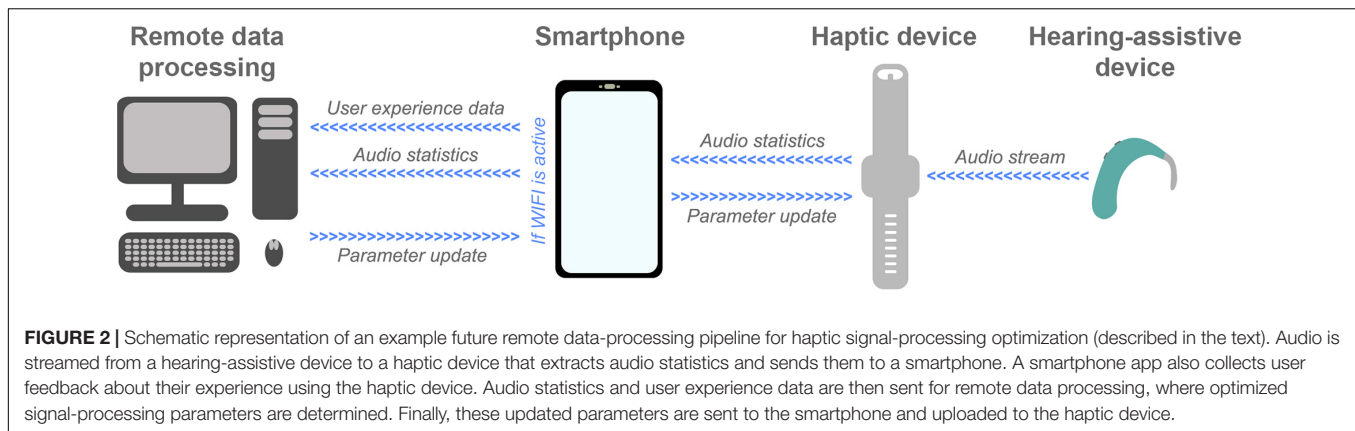 Remote data
processing
Smartphone
Haptic device
Hearing-assistive
device
User experience data
<<<<<<<<<<<<<<<<<<<<<<
Audio statistics
<<<<<<<<<<<<<<<<<<<<<<
>>>>>>>>>>>>>>>>>>>>>>
Parameter update
If WIFI is active
Audio statistics
<<<<<<<<<<<<<<<<<<<
>>>>>>>>>>>>>>>>>>>
Parameter update
Audio stream
<<<<<<<<<<<<<<<<<
FIGURE 2 | Schematic representation of an example future remote data-processing pipeline for haptic signal-processing optimization (described in the text). Audio is
streamed from a hearing-assistive device to a haptic device that extracts audio statistics and sends them to a smartphone. A smartphone app also collects user
feedback about their experience using the haptic device. Audio statistics and user experience data are then sent for remote data processing, where optimized
signal-processing parameters are determined. Finally, these updated parameters are sent to the smartphone and uploaded to the haptic device.